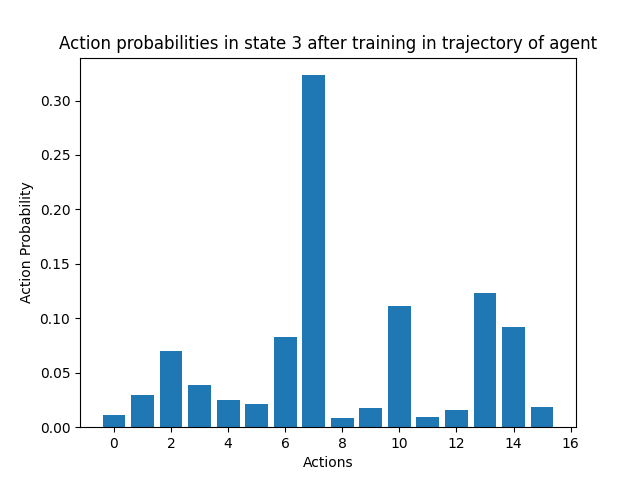 Action probabilities in state 3 after training in trajectory of agent
0.30
0.25
0.20
0.15
0.10
0.05
0.00
Action Probability
0 2 4 6 8 10 12 14 16
Actions